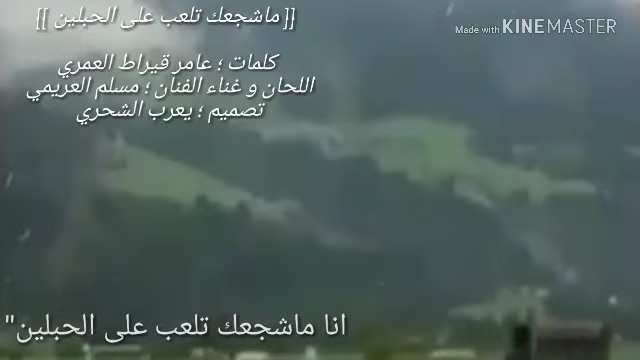 [[ ماشجعك تلعب على الحبلين ]]
Made with KINEMASTER
كلمات ؛ عامر قيراط العمري
اللحان و غناء الفنان ؛ مسلم العريمي
تصميم ؛ يعرب الشحري
انا ماشجعك تلعب على الحبلين"